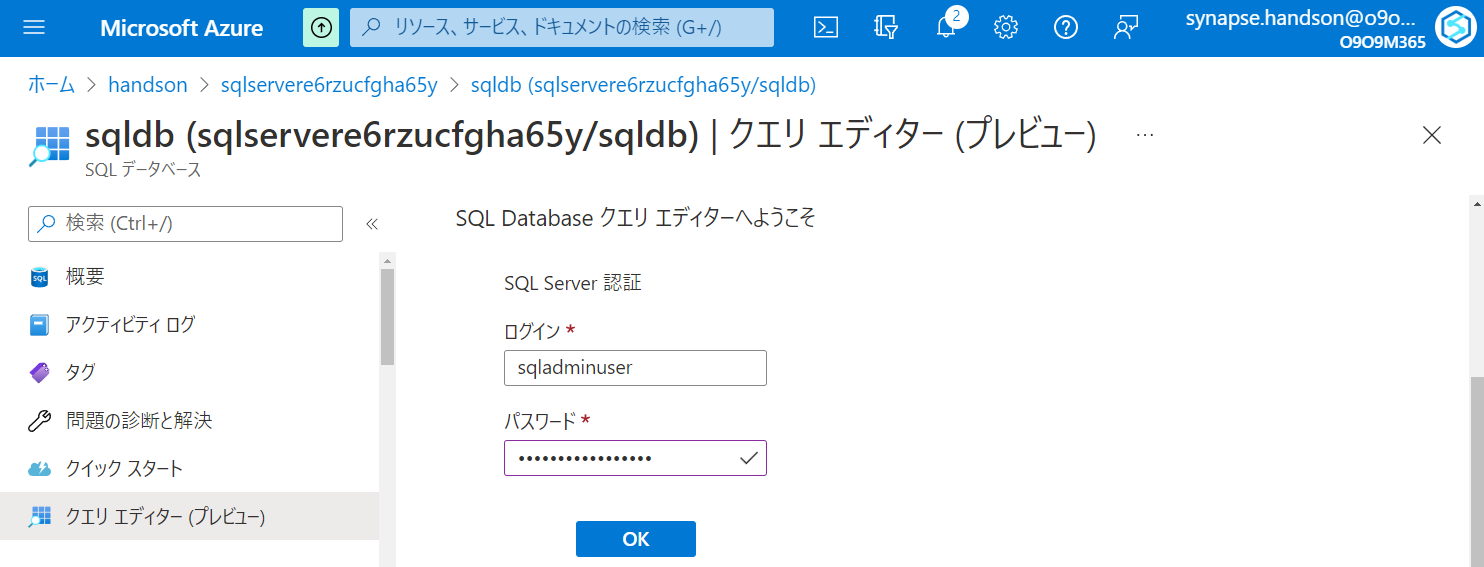 Microsoft Azure
リソース、サービス、ドキュメントの検索 (G+/)
2
synapse.handson@o9o...
O9O9M365
ホーム > handson > sqlservere6rzucfgha65y > sqldb (sqlservere6rzucfgha65y/sqldb)
sqldb (sqlservere6rzucfgha65y/sqldb) | クエリ エディター (プレビュー) ...
SQL データベース
検索 (Ctrl+/)
«
概要
アクティビティ ログ
タグ
問題の診断と解決
クイック スタート
クエリ エディター (プレビュー)
SQL Database クエリ エディターへようこそ
SQL Server 認証
ログイン *
sqladminuser
パスワード *
•••••••••••••••••
OK